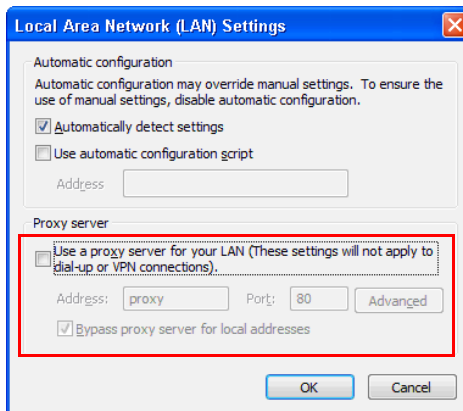 Local Area Network (LAN) Settings
Automatic configuration
Automatic configuration may override manual settings. To ensure the
use of manual settings, disable automatic configuration.
Automatically detect settings
Use automatic configuration script
Address
Proxy server
Use a proxy server for your LAN (These settings will not apply to
dial-up or VPN connections).
Address: proxy Port: 80 Advanced
Bypass proxy server for local addresses
OK Cancel